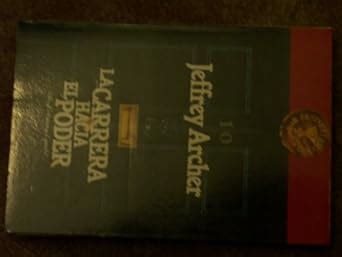 10
Jeffrey Archer
LA CARRERA
HACIA
EL PODER